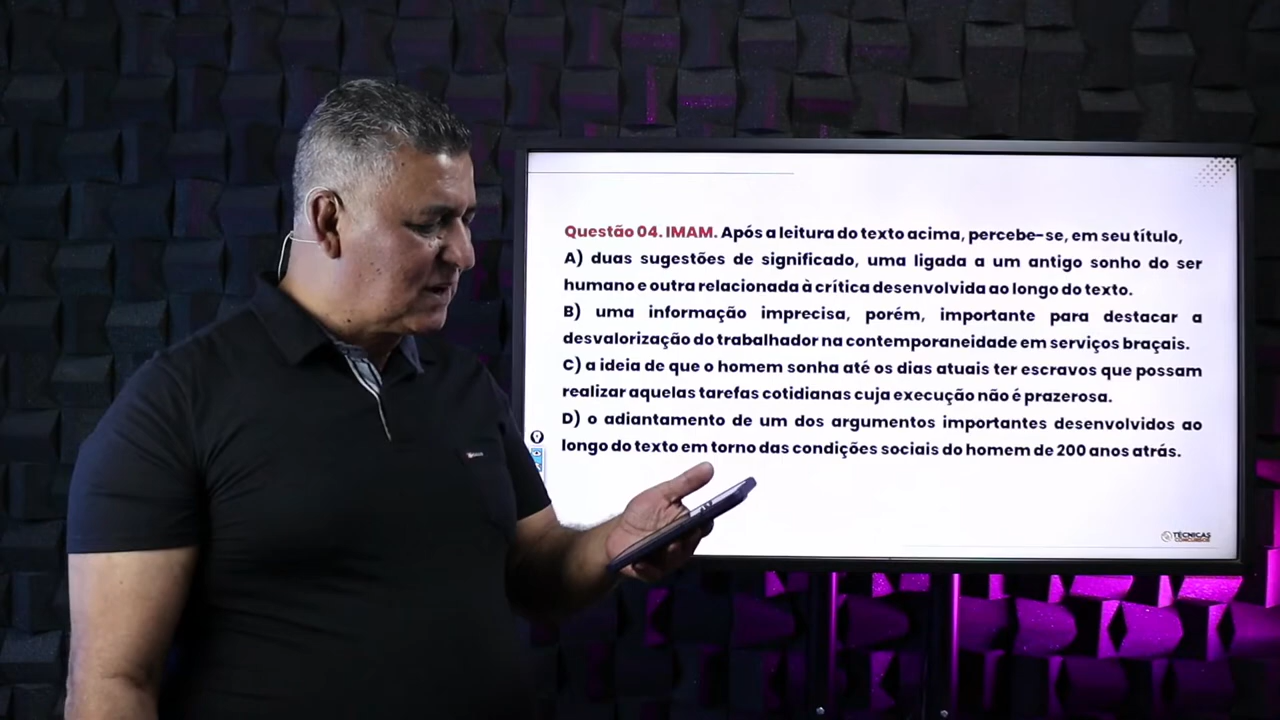 Questão 04. IMAM. Após a leitura do texto acima, percebe-se, em seu título,
A) duas sugestões de significado, uma ligada a um antigo sonho do ser
humano e outra relacionada à crítica desenvolvida ao longo do texto.
B) uma informação imprecisa, porém, importante para destacar a
desvalorização do trabalhador na contemporaneidade em serviços braçais.
C) a ideia de que o homem sonha até os dias atuais ter escravos que possam
realizar aquelas tarefas cotidianas cuja execução não é prazerosa.
D) o adiantamento de um dos argumentos importantes desenvolvidos ao
longo do texto em torno das condições sociais do homem de 200 anos atrás.
TÉCNICAS
CONCURSOS